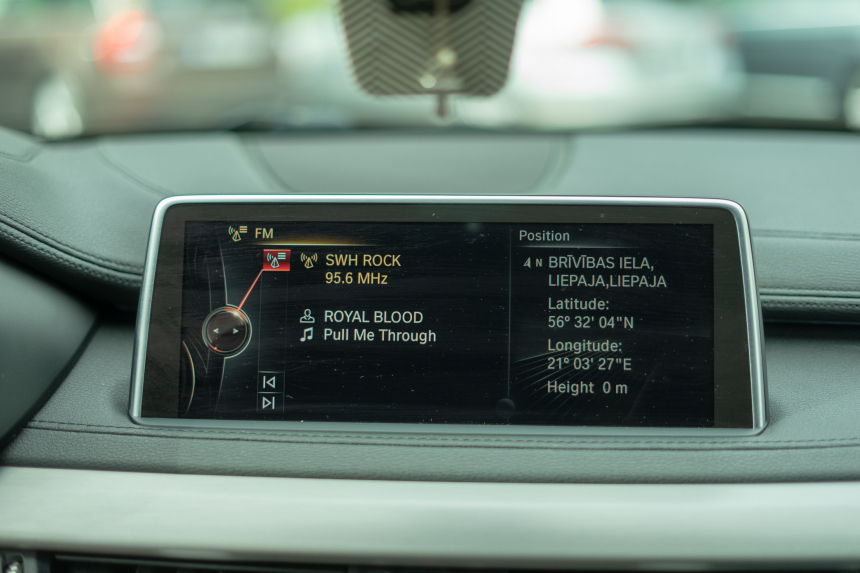 FM
SWH ROCK
95.6 MHz
ROYAL BLOOD
Pull Me Through
Position
N BRĪVĪBAS IELA,
LIEPAJA,LIEPAJA
Latitude:
56° 32' 04"N
Longitude:
21° 03' 27"E
Height 0 m